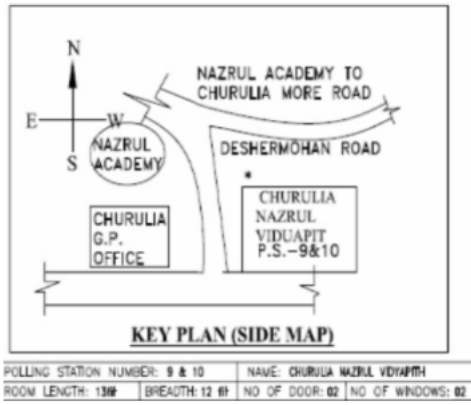 N
NAZRUL ACADEMY TO
CHURULIA MORE ROAD
E W
S
NAZRUL
ACADEMY
DESHERMOHAN ROAD
CHURULIA
G.P.
OFFICE
CHURULIA
NAZRUL
VIDUAPIT
P.S.-9&10
KEY PLAN (SIDE MAP)
POLLING STATION NUMBER: 9 & 10 NAME: CHURULIA NAZRUL VIDYAPITH
ROOM LENGTH: 13 BREADTH: 12 NO OF DOOR: 02 NO OF WINDOWS: 02